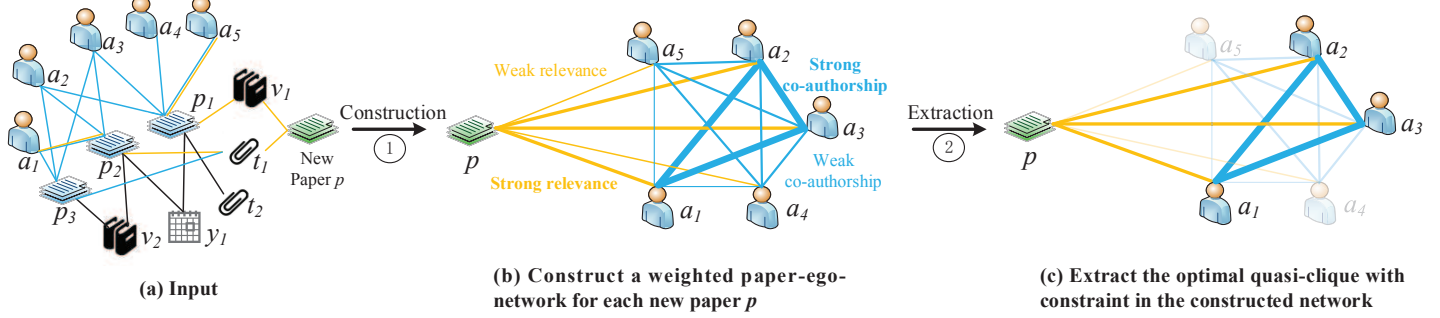 a3
a4
a5
a2
p1
v1
a1
p2
t1
New
Paper p
p3
t2
v2
y1
(a) Input
Construction
1
a5
a2
Weak relevance
Strong
co-authorship
p
a3
Weak
co-authorship
Strong relevance
a1
a4
(b) Construct a weighted paper-ego-
network for each new paper p
Extraction
2
a5
a2
p
a3
a1
a4
(c) Extract the optimal quasi-clique with
constraint in the constructed network